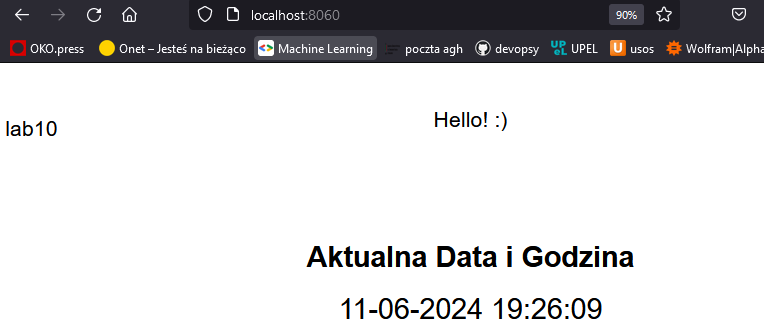 localhost:8060
90%
OKO.press
Onet – Jesteś na bieżąco
Machine Learning
poczta agh
devopsy
UPEL
UPEL
U
usos
Wolfram|Alpha
Hello! :)
lab10
Aktualna Data i Godzina
11-06-2024 19:26:09